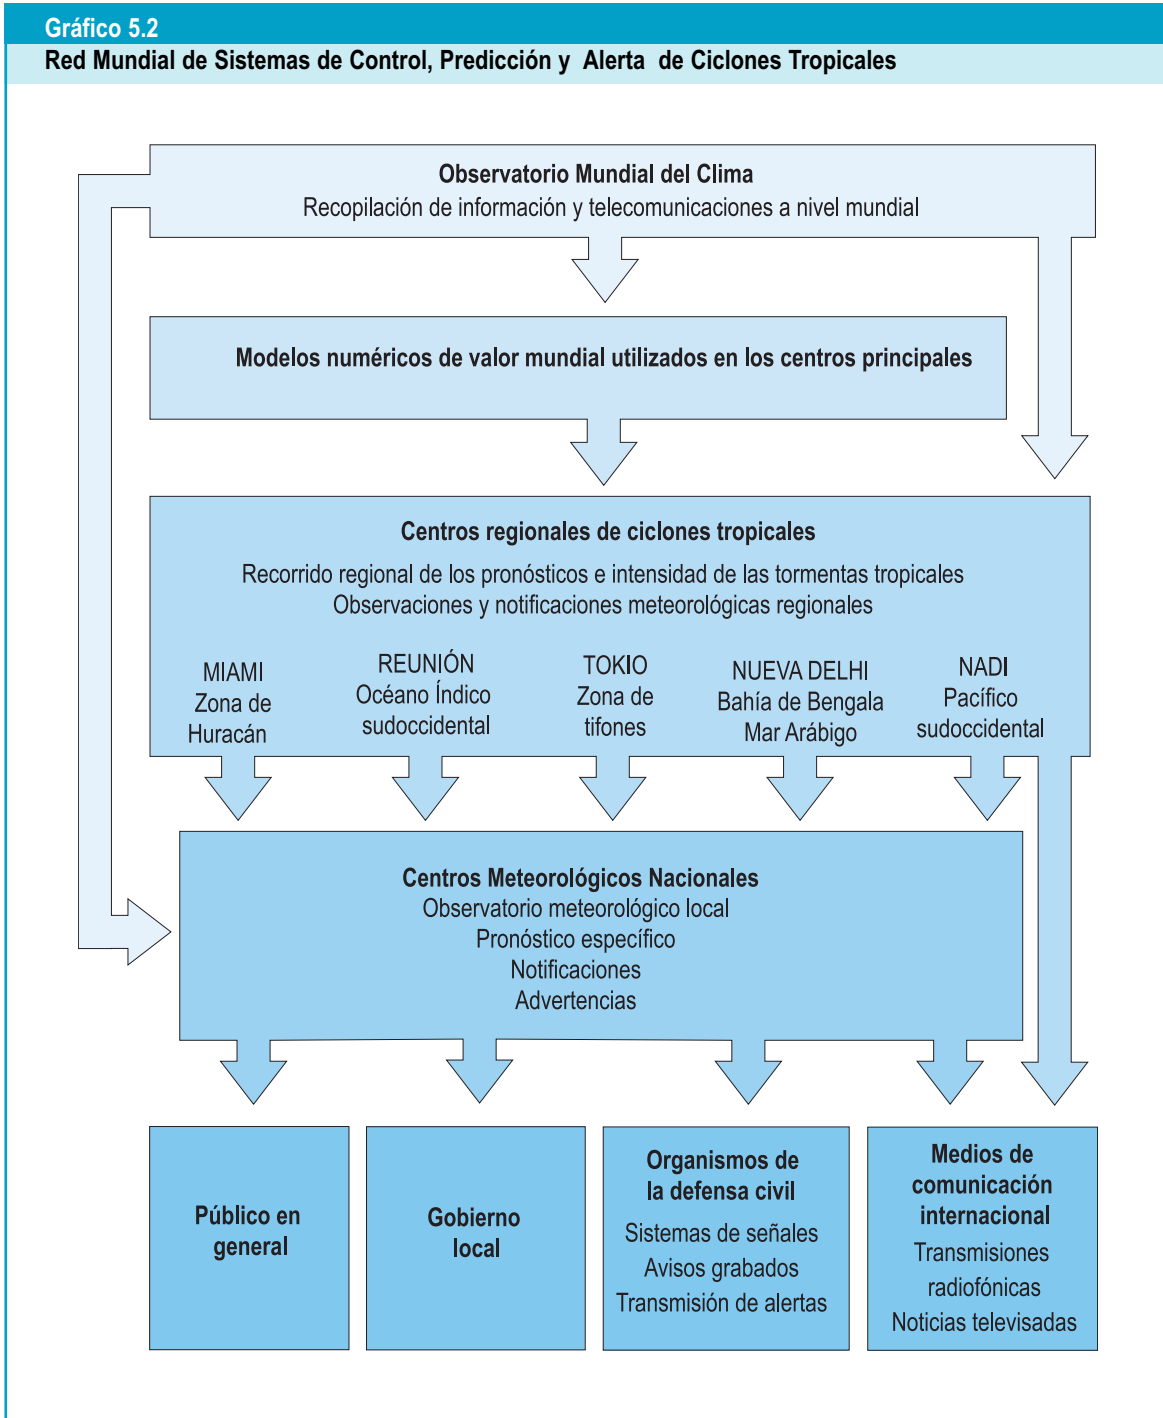 Gráfico 5.2
Red Mundial de Sistemas de Control, Predicción y Alerta de Ciclones Tropicales
Observatorio Mundial del Clima
Recopilación de información y telecomunicaciones a nivel mundial
Modelos numéricos de valor mundial utilizados en los centros principales
Centros regionales de ciclones tropicales
Recorrido regional de los pronósticos e intensidad de las tormentas tropicales
Observaciones y notificaciones meteorológicas regionales
MIAMI
Zona de
Huracán
REUNIÓN
Océano Índico
sudoccidental
TOKIO
Zona de
tifones
NUEVA DELHI
Bahía de Bengala
Mar Arábigo
NADI
Pacífico
sudoccidental
Centros Meteorológicos Nacionales
Observatorio meteorológico local
Pronóstico específico
Notificaciones
Advertencias
Público en
general
Gobierno
local
Organismos de
la defensa civil
Sistemas de señales
Avisos grabados
Transmisión de alertas
Medios de
comunicación
internacional
Transmisiones
radiofónicas
Noticias televisadas